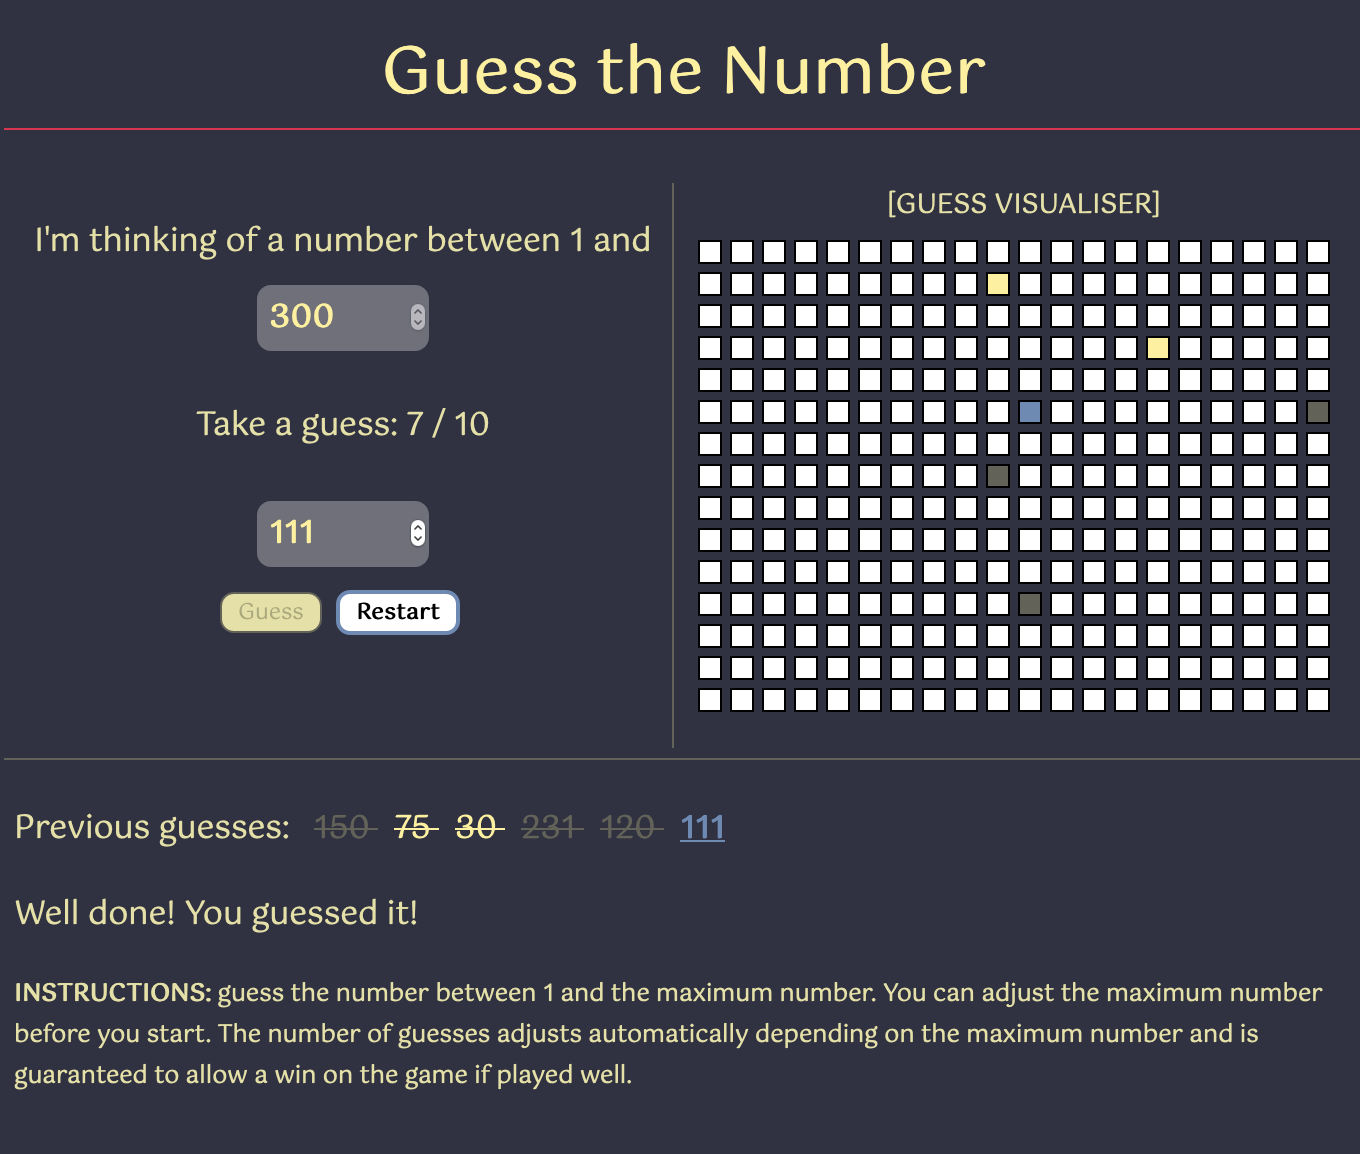 Guess the Number
I'm thinking of a number between 1 and
300
Take a guess: 7 / 10
111
Guess Restart
[GUESS VISUALISER]
Previous guesses: 150 75 30 231 120 111
Well done! You guessed it!
INSTRUCTIONS: guess the number between 1 and the maximum number. You can adjust the maximum number
before you start. The number of guesses adjusts automatically depending on the maximum number and is
guaranteed to allow a win on the game if played well.